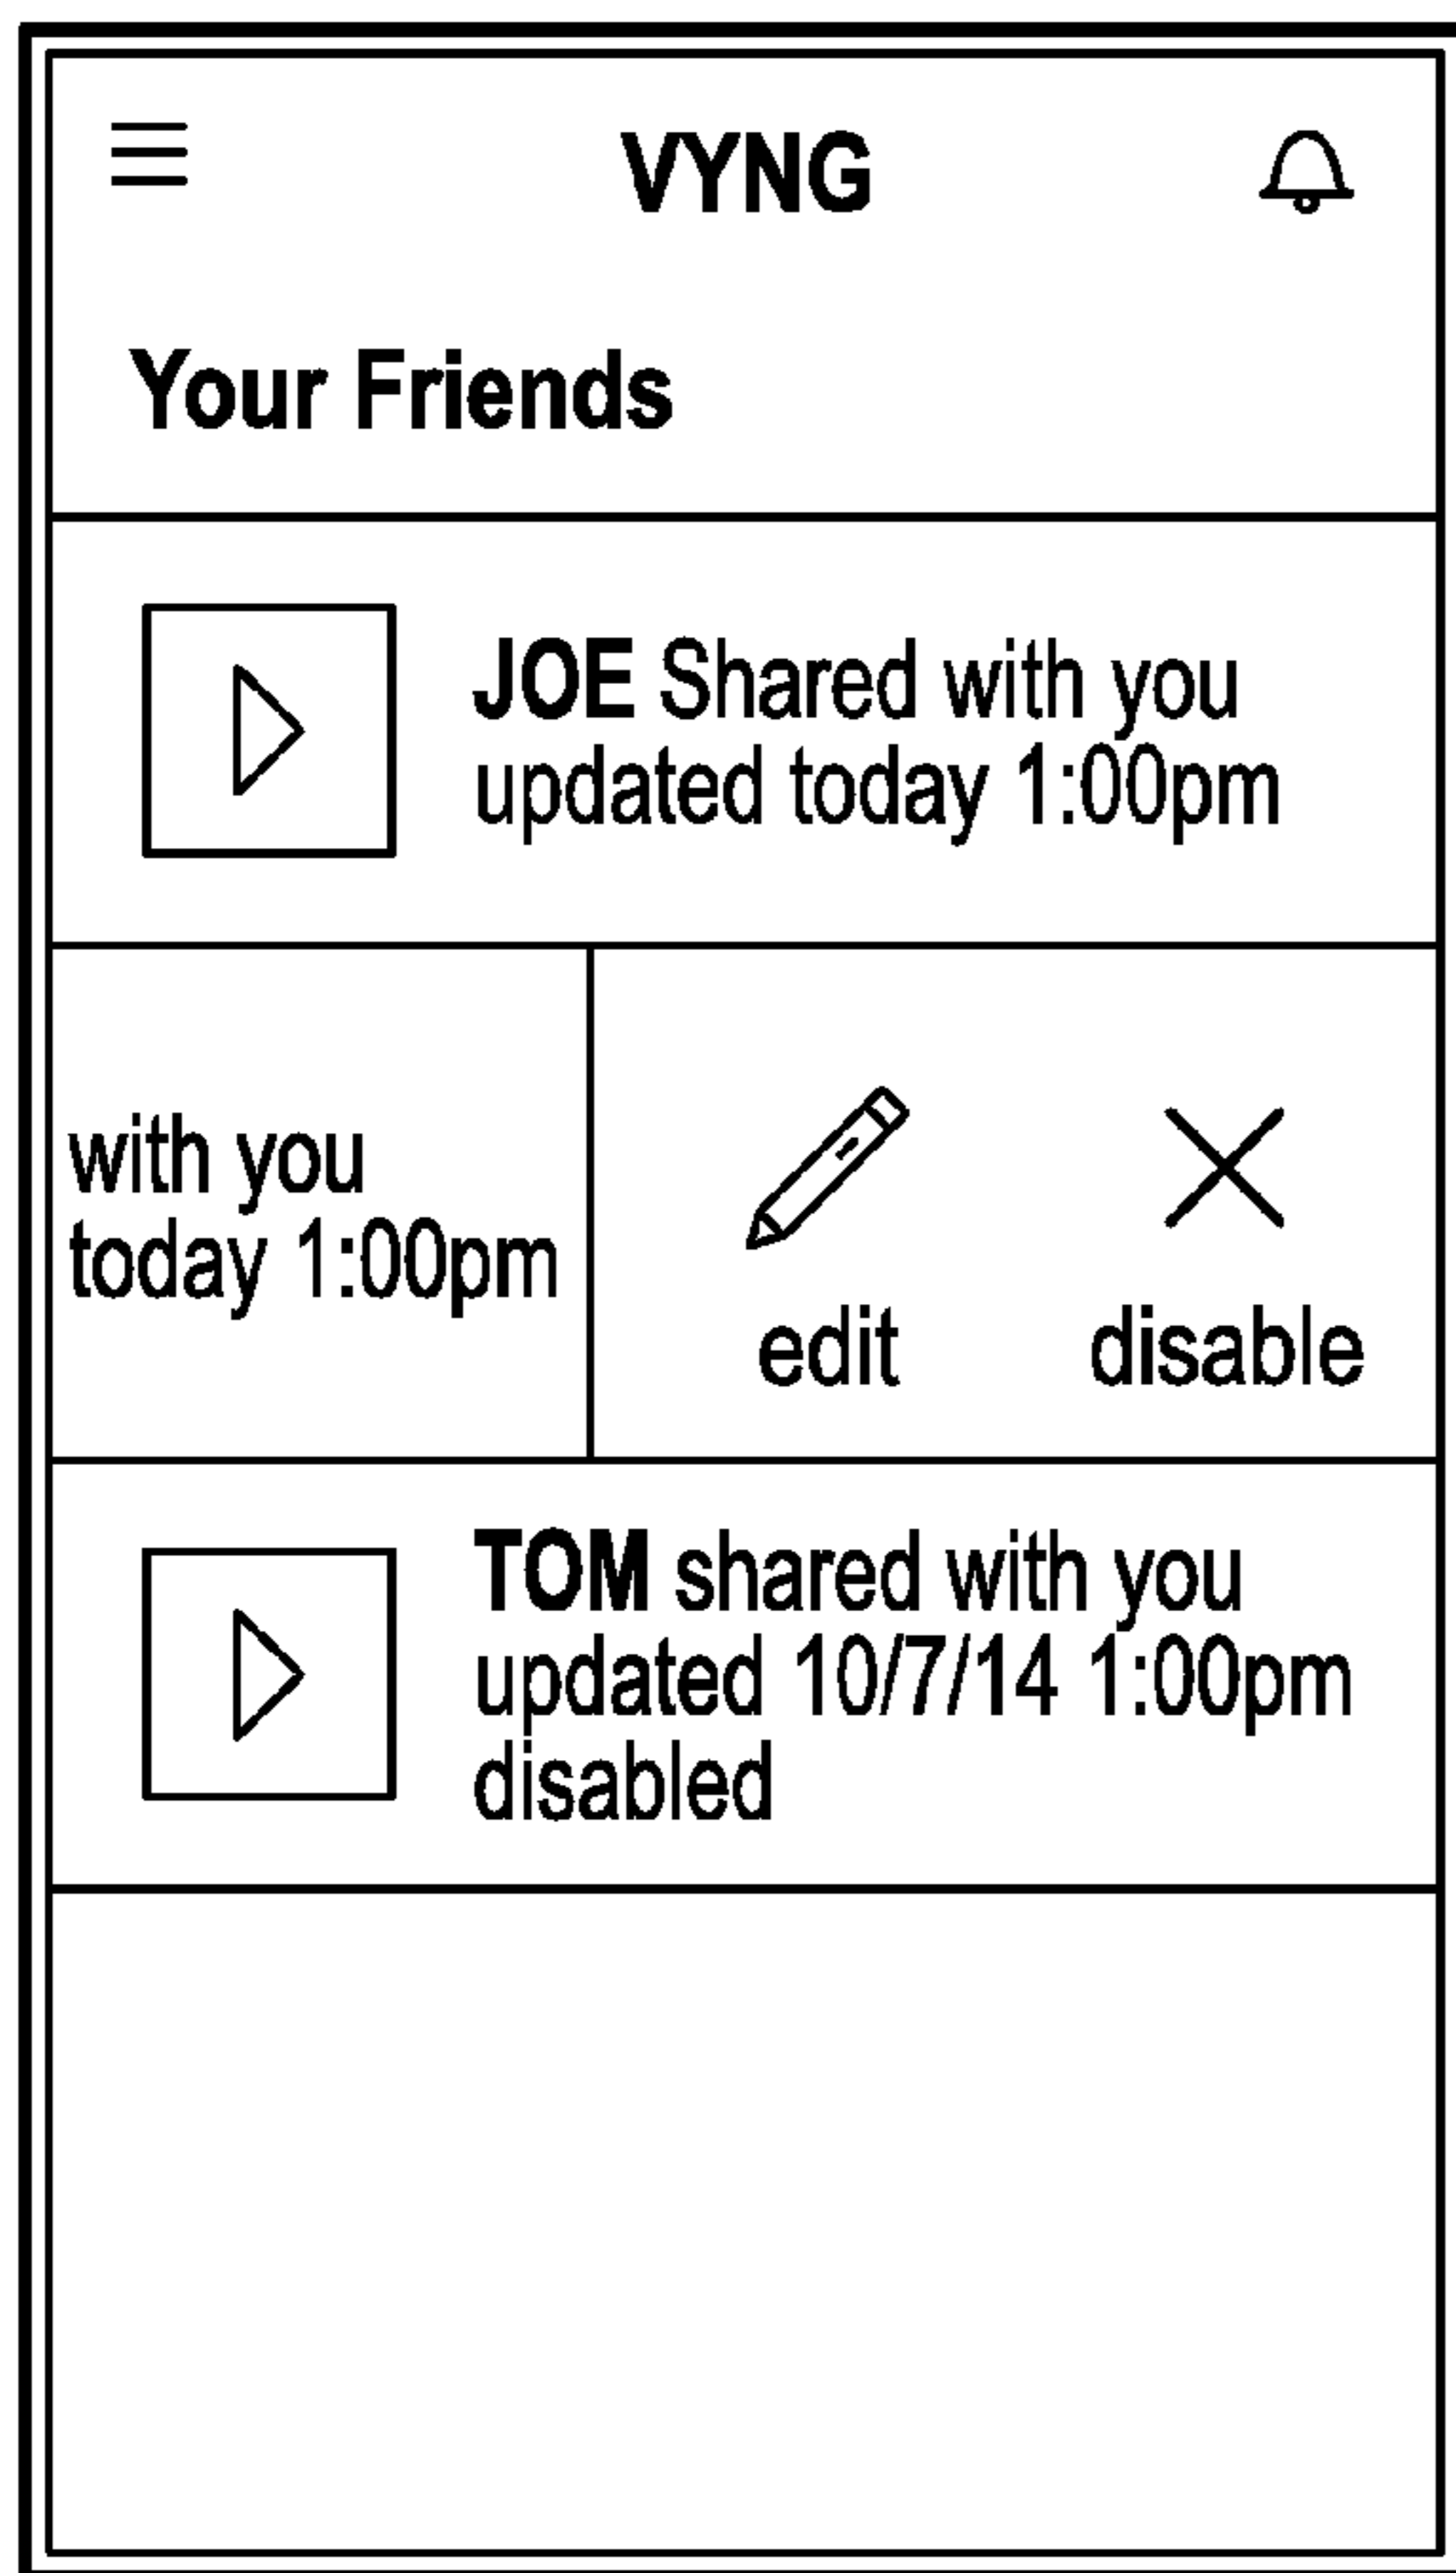 VYNG
Your Friends
JOE Shared with you
updated today 1:00pm
with you
today 1:00pm
edit
disable
TOM shared with you
updated 10/7/14 1:00pm
disabled